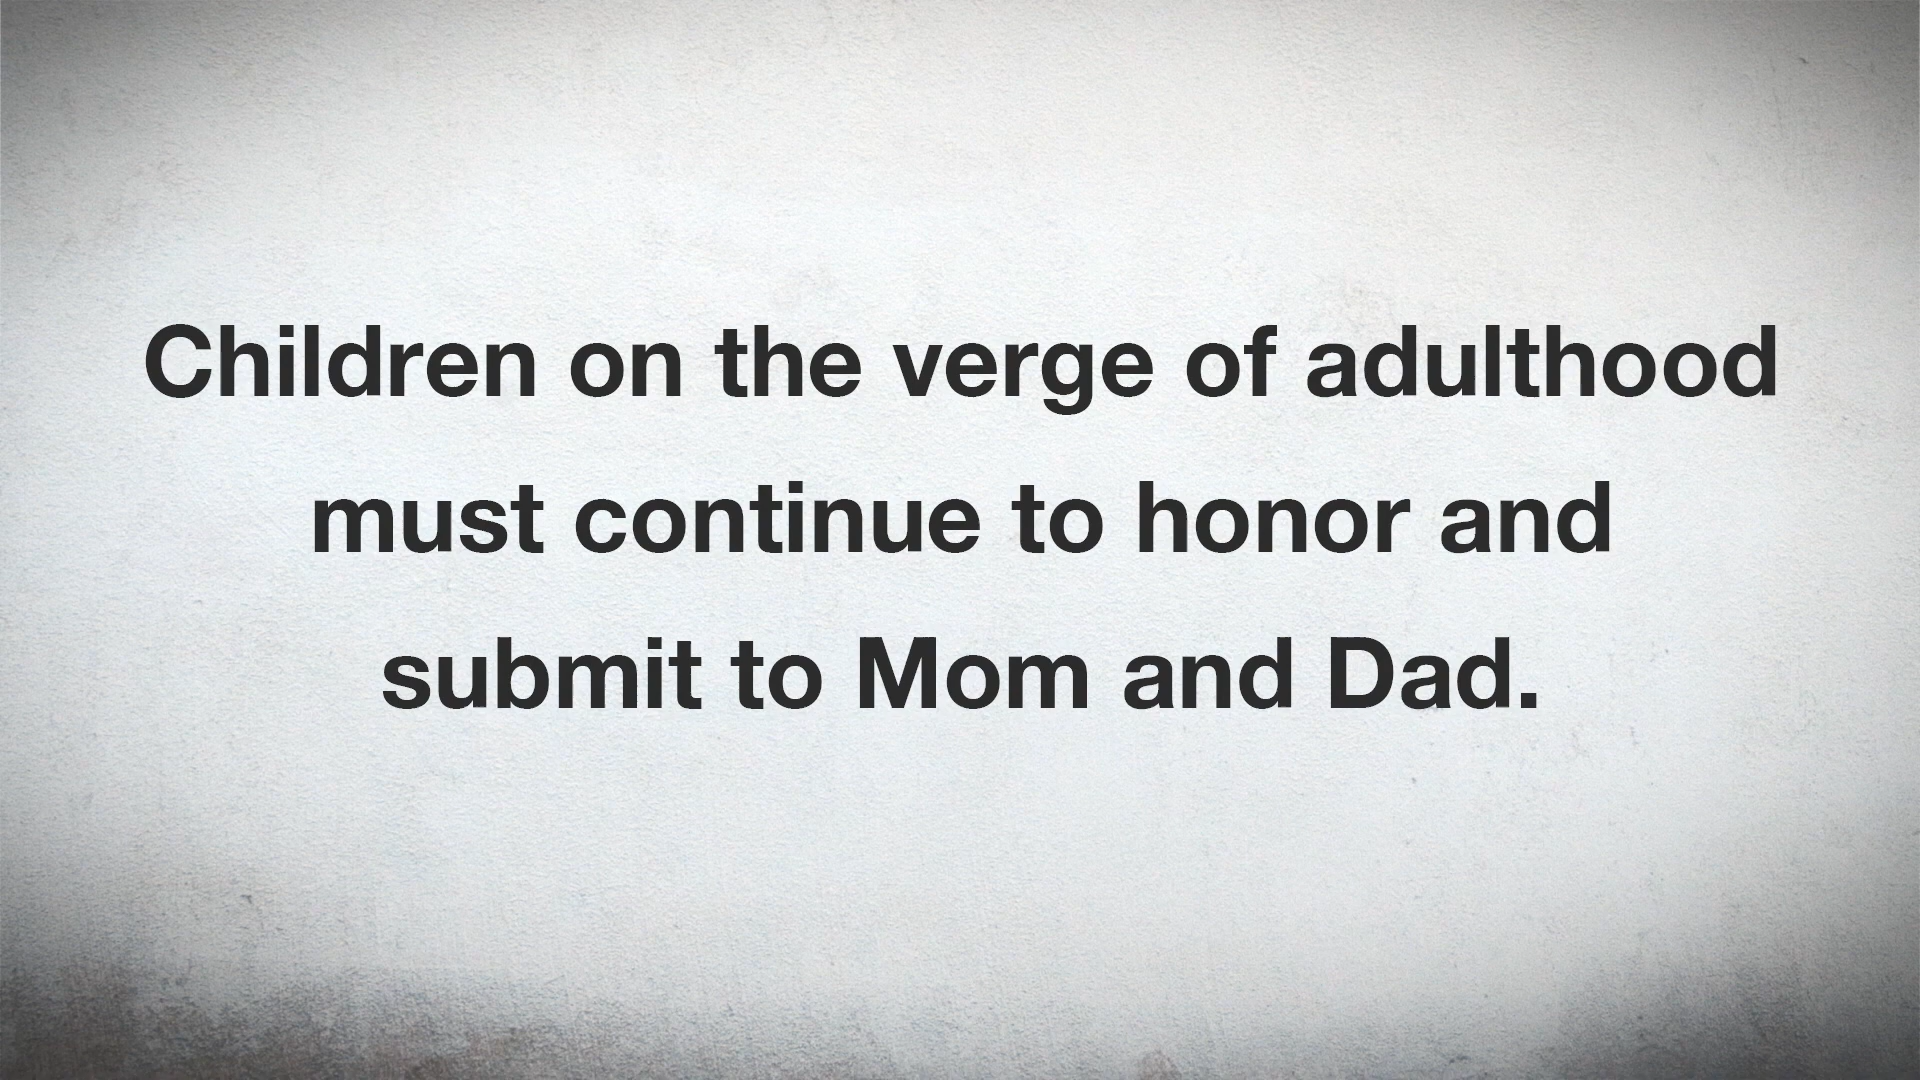 Children on the verge of adulthood
must continue to honor and
submit to Mom and Dad.